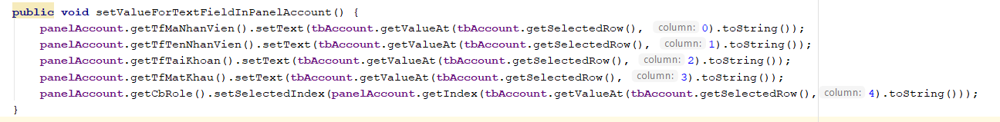 public void setValueForTextFieldInPanelAccount() {
panelAccount.getTfMaNhanVien().setText(tbAccount.getValueAt(tbAccount.getSelectedRow(), column: 0).toString());
panelAccount.getTfTenNhanVien().setText(tbAccount.getValueAt(tbAccount.getSelectedRow(), column: 1).toString());
panelAccount.getTfTaiKhoan().setText(tbAccount.getValueAt(tbAccount.getSelectedRow(), column: 2).toString());
panelAccount.getTfMatKhau().setText(tbAccount.getValueAt(tbAccount.getSelectedRow(), column: 3).toString());
panelAccount.getCbRole().setSelectedIndex(panelAccount.getIndex(tbAccount.getValueAt(tbAccount.getSelectedRow(), column: 4).toString()));
}